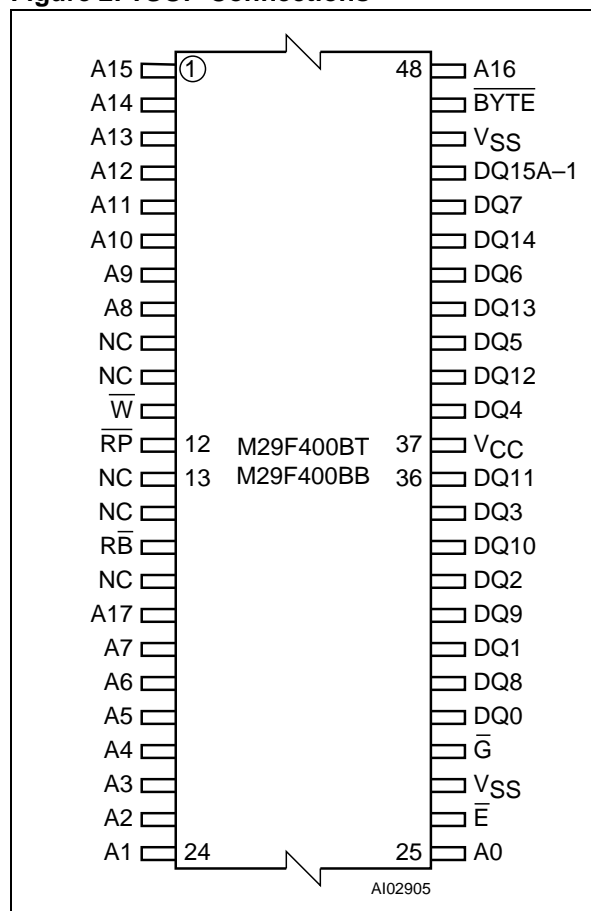 Figure 2. TSOP Connections
A15 1 48 A16
A14 B̅Y̅T̅E̅
A13 VSS
A12 DQ15A–1
A11 DQ7
A10 DQ14
A9 DQ6
A8 DQ13
NC DQ5
NC DQ12
W̅ DQ4
R̅P̅ 12 M29F400BT 37 VCC
NC 13 M29F400BB 36 DQ11
NC DQ3
RB̅ DQ10
NC DQ2
A17 DQ9
A7 DQ1
A6 DQ8
A5 DQ0
A4 G̅
A3 VSS
A2 E̅
A1 24 25 A0
AI02905